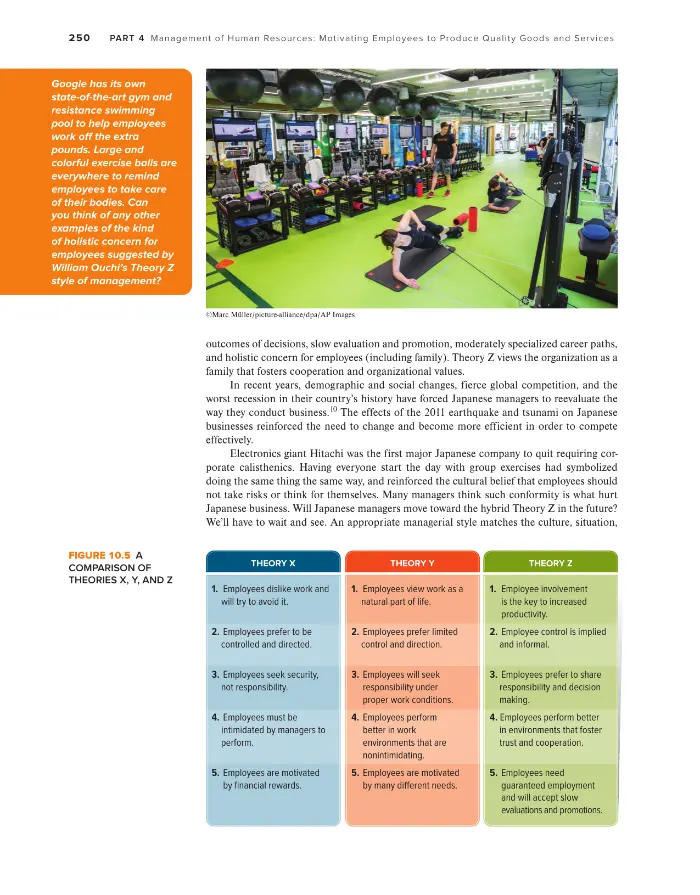 250 PART 4 Management of Human Resources: Motivating Employees to Produce Quality Goods and Services
Google has its own
state-of-the-art gym and
resistance swimming
pool to help employees
work off the extra
pounds. Large and
colorful exercise balls are
everywhere to remind
employees to take care
of their bodies. Can
you think of any other
examples of the kind
of holistic concern for
employees suggested by
William Ouchi's Theory Z
style of management?
©Marc Müller/picture-alliance/dpa/AP Images
outcomes of decisions, slow evaluation and promotion, moderately specialized career paths,
and holistic concern for employees (including family). Theory Z views the organization as a
family that fosters cooperation and organizational values.
In recent years, demographic and social changes, fierce global competition, and the
worst recession in their country's history have forced Japanese managers to reevaluate the
way they conduct business.10 The effects of the 2011 earthquake and tsunami on Japanese
businesses reinforced the need to change and become more efficient in order to compete
effectively.
Electronics giant Hitachi was the first major Japanese company to quit requiring cor-
porate calisthenics. Having everyone start the day with group exercises had symbolized
doing the same thing the same way, and reinforced the cultural belief that employees should
not take risks or think for themselves. Many managers think such conformity is what hurt
Japanese business. Will Japanese managers move toward the hybrid Theory Z in the future?
We'll have to wait and see. An appropriate managerial style matches the culture, situation,
FIGURE 10.5 A
COMPARISON OF
THEORIES X, Y, AND Z
THEORY X
1. Employees dislike work and
will try to avoid it.
2. Employees prefer to be
controlled and directed.
3. Employees seek security,
not responsibility.
4. Employees must be
intimidated by managers to
perform.
5. Employees are motivated
by financial rewards.
THEORY Y
1. Employees view work as a
natural part of life.
2. Employees prefer limited
control and direction.
3. Employees will seek
responsibility under
proper work conditions.
4. Employees perform
better in work
environments that are
nonintimidating.
5. Employees are motivated
by many different needs.
THEORY Z
1. Employee involvement
is the key to increased
productivity.
2. Employee control is implied
and informal.
3. Employees prefer to share
responsibility and decision
making.
4. Employees perform better
in environments that foster
trust and cooperation.
5. Employees need
guaranteed employment
and will accept slow
evaluations and promotions.